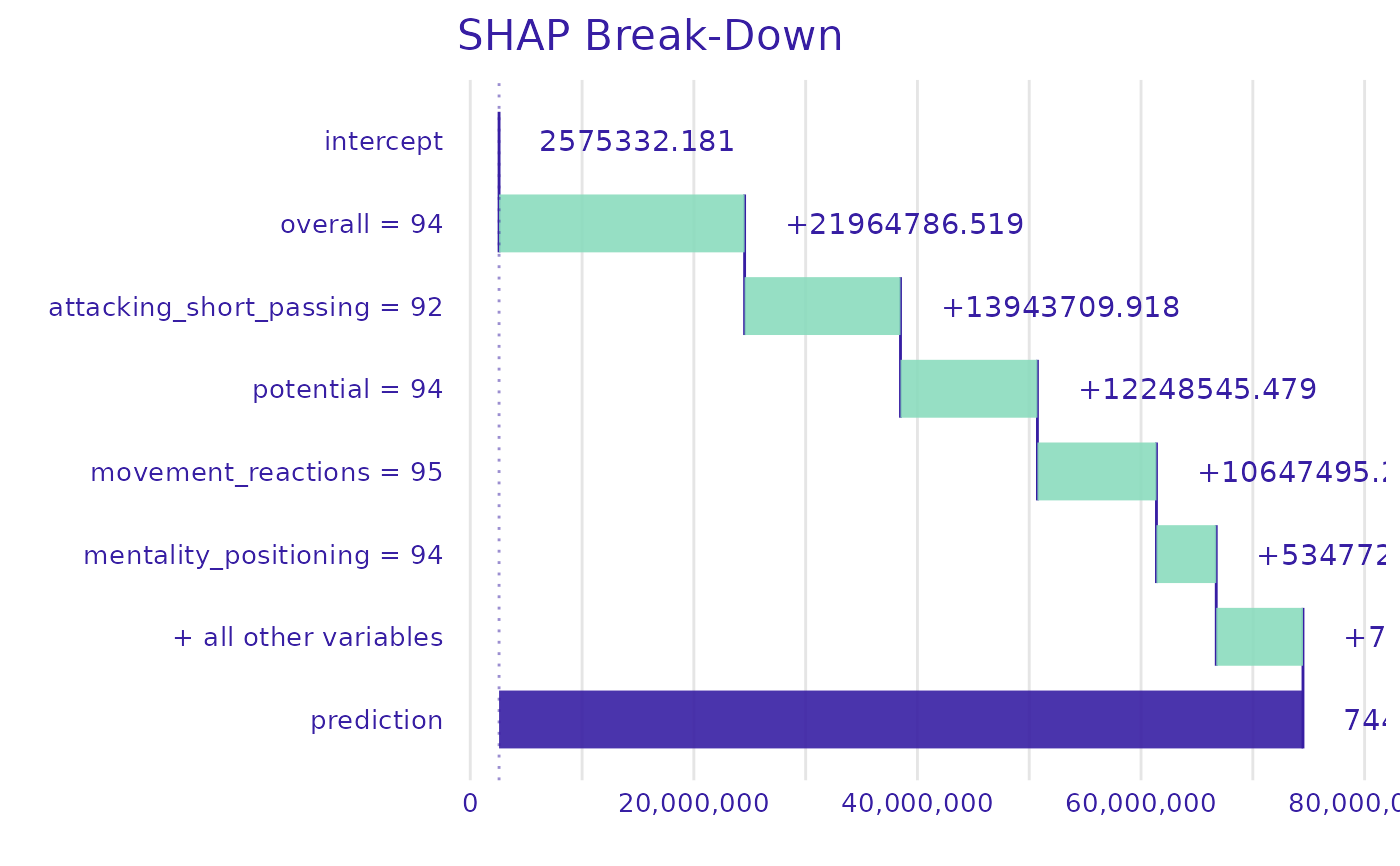 SHAP Break-Down
intercept 2575332.181
overall = 94 +21964786.519
attacking_short_passing = 92 +13943709.918
potential = 94 +12248545.479
movement_reactions = 95 +10647495.2
mentality_positioning = 94 +534772
+ all other variables +7
prediction 744
0 20,000,000 40,000,000 60,000,000 80,000,0